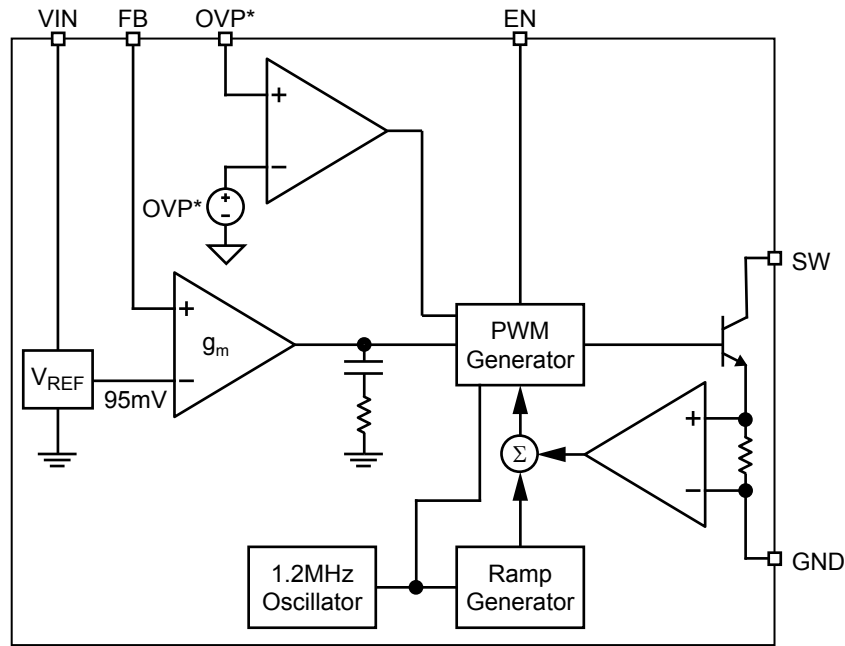 VIN FB OVP* EN
+
−
OVP*
+
−
SW
+
gm
−
VREF
95mV
PWM
Generator
+
−
Σ
GND
1.2MHz
Oscillator
Ramp
Generator